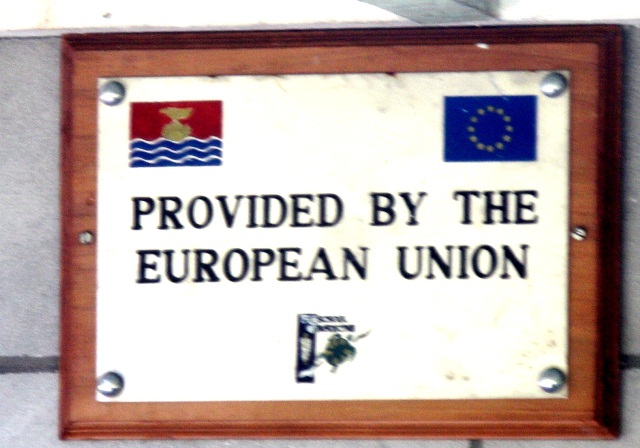 PROVIDED BY THE
EUROPEAN UNION